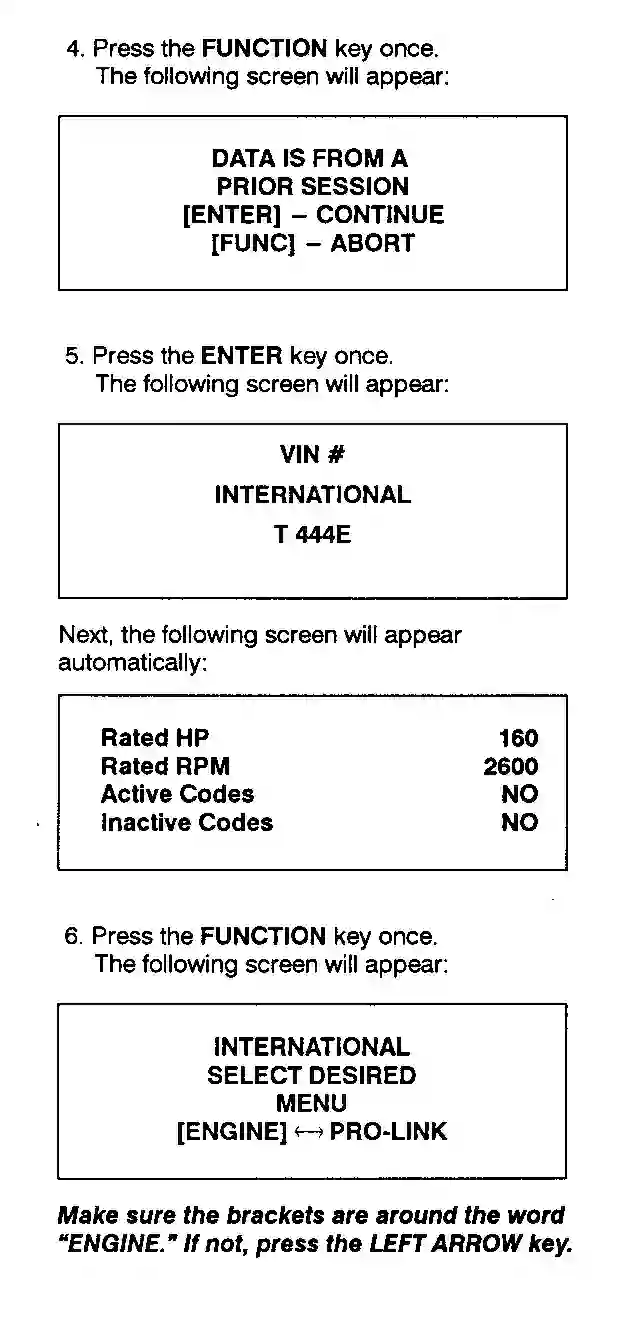 4. Press the FUNCTION key once.
The following screen will appear:
DATA IS FROM A
PRIOR SESSION
[ENTER] – CONTINUE
[FUNC] – ABORT
5. Press the ENTER key once.
The following screen will appear:
VIN #
INTERNATIONAL
T 444E
Next, the following screen will appear
automatically:
Rated HP 160
Rated RPM 2600
Active Codes NO
Inactive Codes NO
6. Press the FUNCTION key once.
The following screen will appear:
INTERNATIONAL
SELECT DESIRED
MENU
[ENGINE] ↔ PRO-LINK
Make sure the brackets are around the word
"ENGINE." If not, press the LEFT ARROW key.